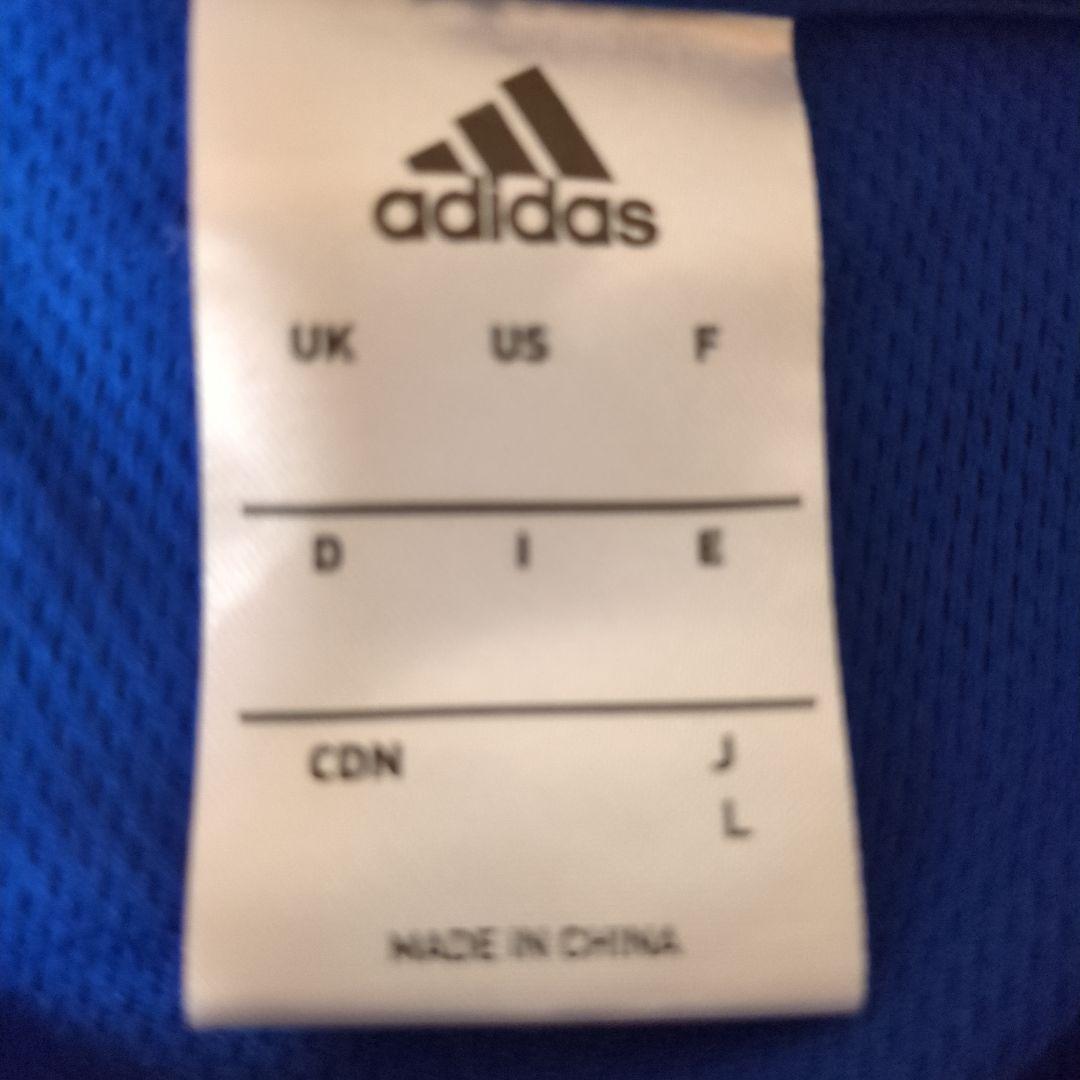 adidas
UK US F
D I E
CDN J
L
MADE IN CHINA